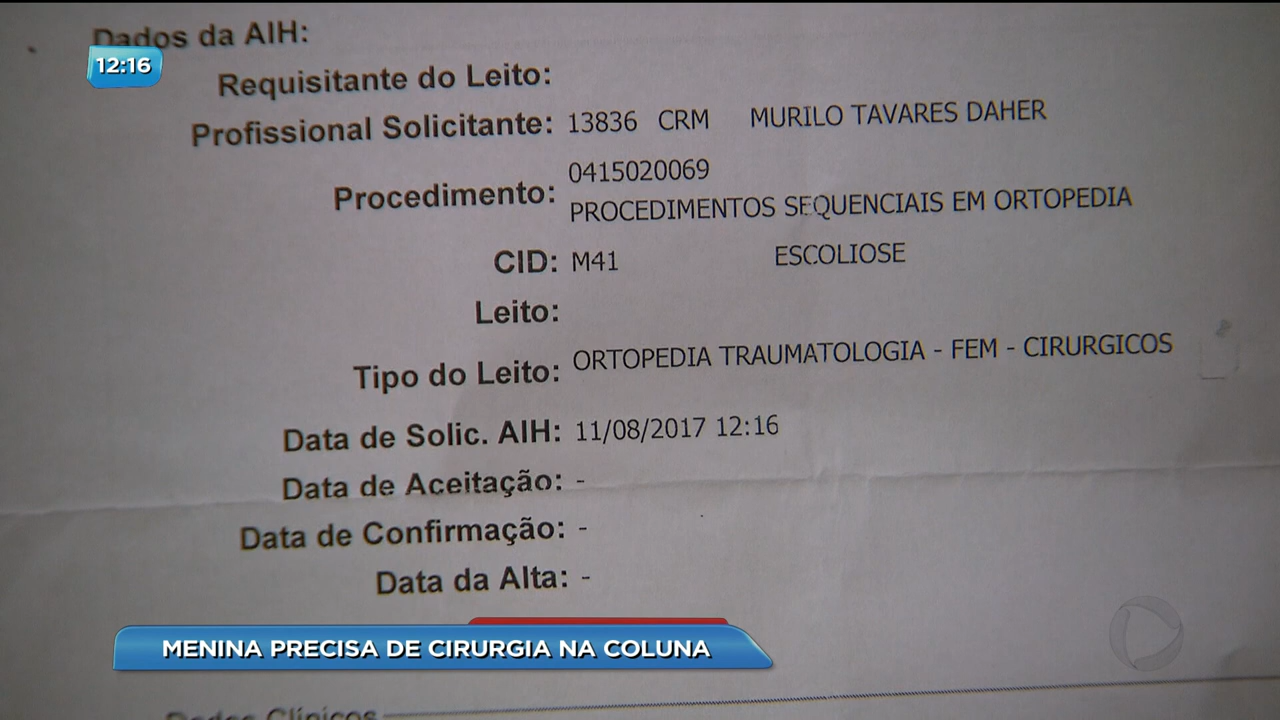 Dados da AIH:
12:16
Requisitante do Leito:
Profissional Solicitante: 13836 CRM MURILO TAVARES DAHER
Procedimento: 0415020069
PROCEDIMENTOS SEQUENCIAIS EM ORTOPEDIA
CID: M41 ESCOLIOSE
Leito:
Tipo do Leito: ORTOPEDIA TRAUMATOLOGIA - FEM - CIRURGICOS
Data de Solic. AIH: 11/08/2017 12:16
Data de Aceitação: -
Data de Confirmação: -
Data da Alta: -
MENINA PRECISA DE CIRURGIA NA COLUNA
Dados Clínicos